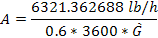 A = 6321.362688 lb/h / 0.6 * 3600 * Ĝ